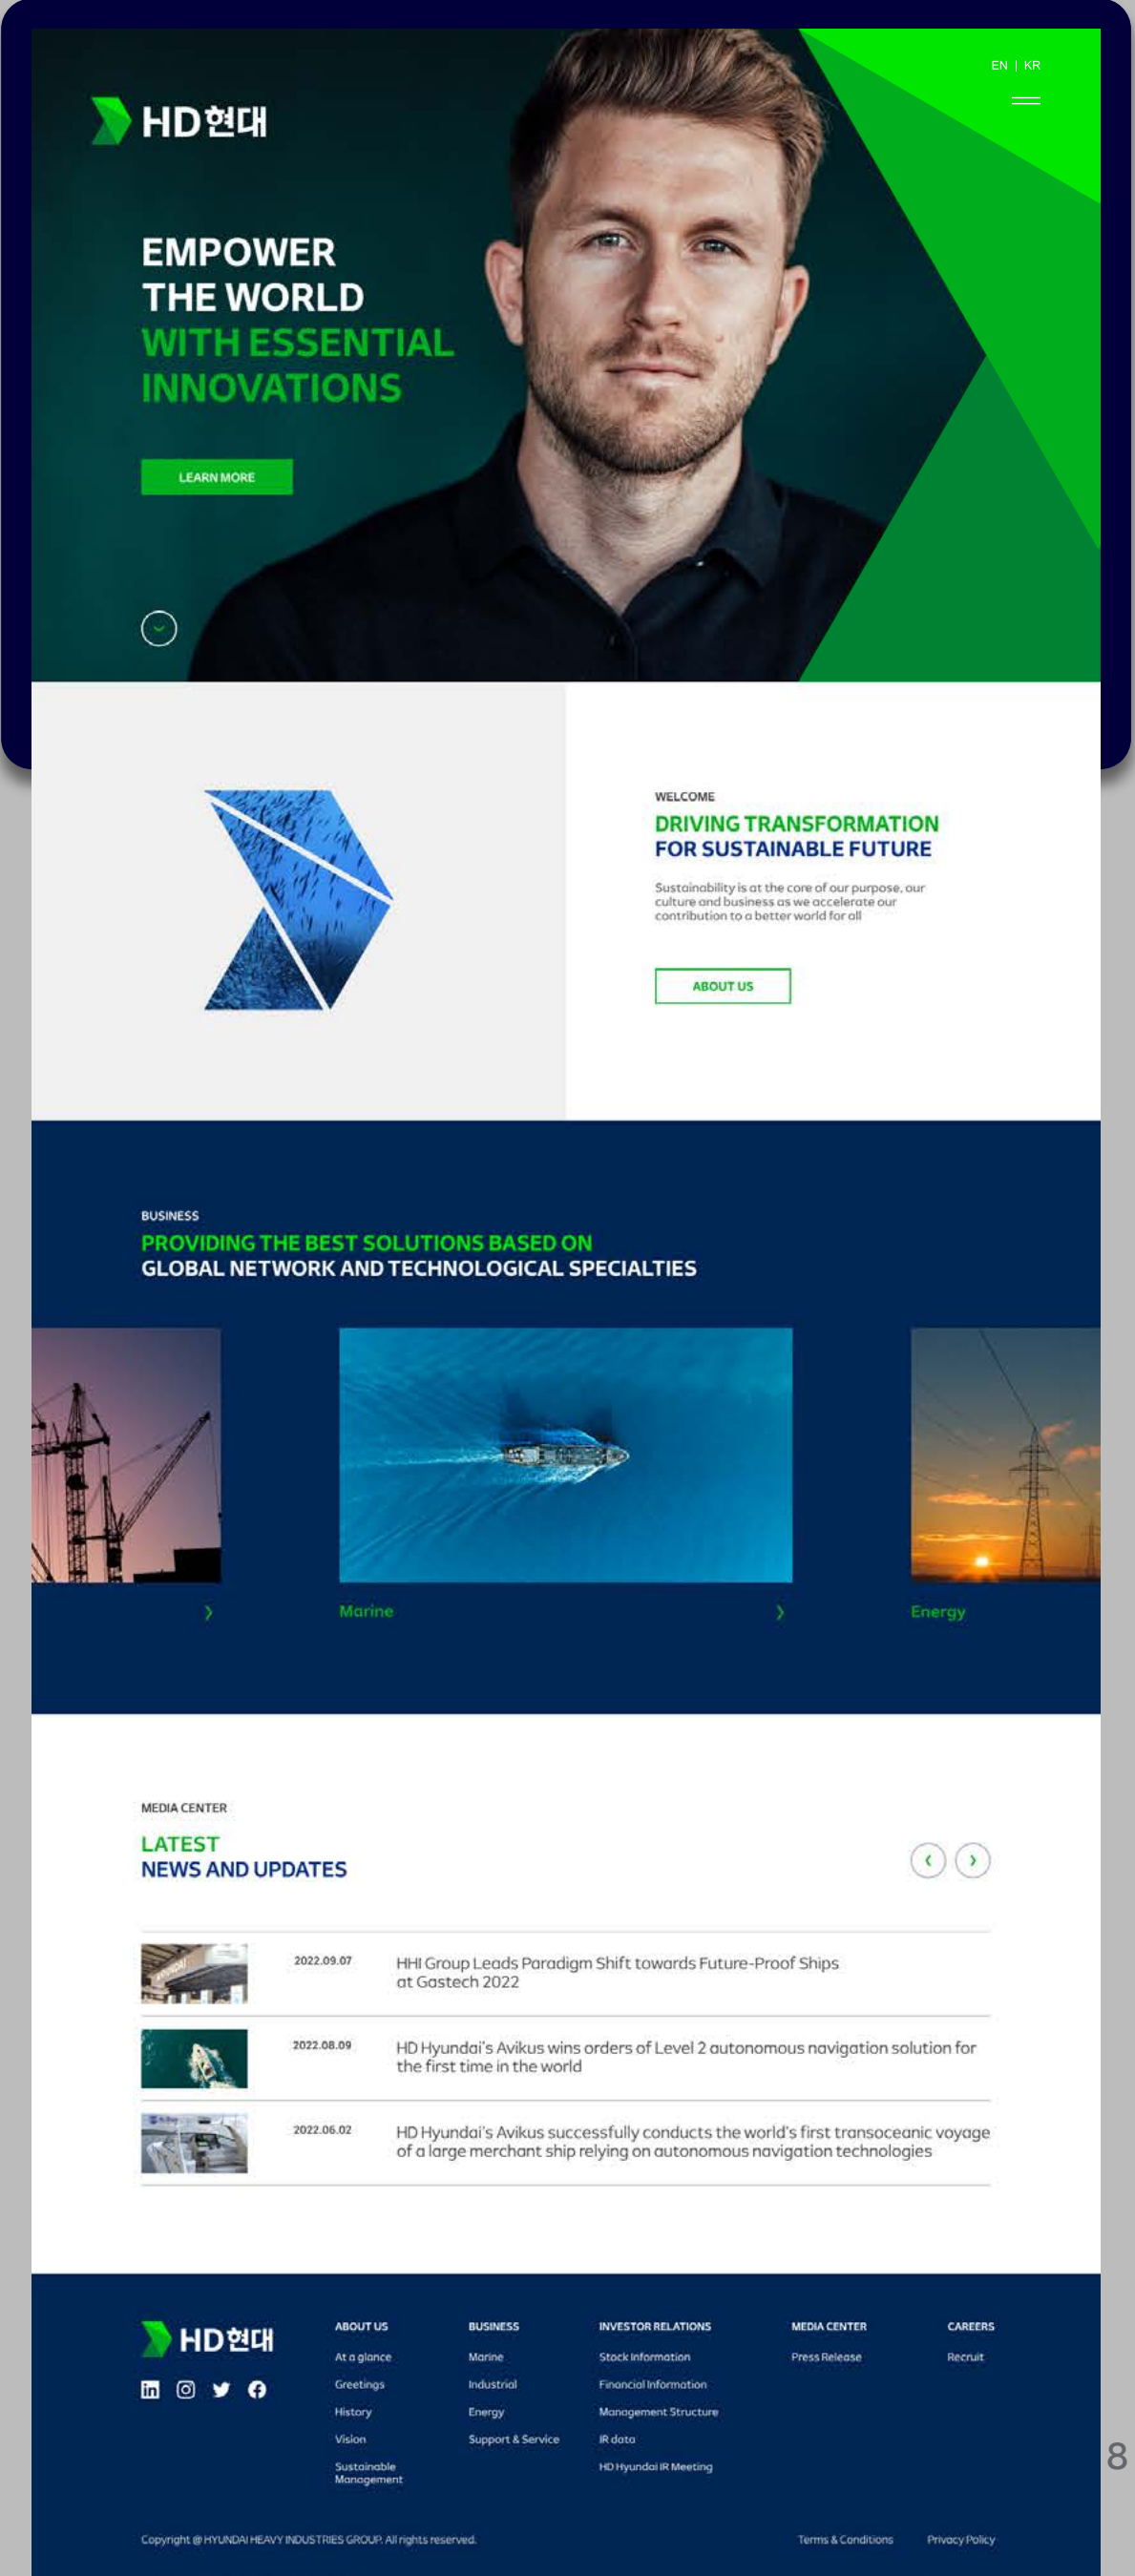 EN | KR
HD현대
EMPOWER
THE WORLD
WITH ESSENTIAL
INNOVATIONS
LEARN MORE
WELCOME
DRIVING TRANSFORMATION
FOR SUSTAINABLE FUTURE
Sustainability is at the core of our purpose, our
culture and business as we accelerate our
contribution to a better world for all
ABOUT US
BUSINESS
PROVIDING THE BEST SOLUTIONS BASED ON
GLOBAL NETWORK AND TECHNOLOGICAL SPECIALTIES
Marine
Energy
MEDIA CENTER
LATEST
NEWS AND UPDATES
2022.09.07
HHI Group Leads Paradigm Shift towards Future-Proof Ships
at Gastech 2022
2022.08.09
HD Hyundai's Avikus wins orders of Level 2 autonomous navigation solution for
the first time in the world
2022.06.02
HD Hyundai's Avikus successfully conducts the world's first transoceanic voyage
of a large merchant ship relying on autonomous navigation technologies
HD현대
ABOUT US
At a glance
Greetings
History
Vision
Sustainable
Management
BUSINESS
Marine
Industrial
Energy
Support & Service
INVESTOR RELATIONS
Stock Information
Financial Information
Management Structure
IR data
HD Hyundai IR Meeting
MEDIA CENTER
Press Release
CAREERS
Recruit
8
Copyright @ HYUNDAI HEAVY INDUSTRIES GROUP. All rights reserved.
Terms & Conditions
Privacy Policy